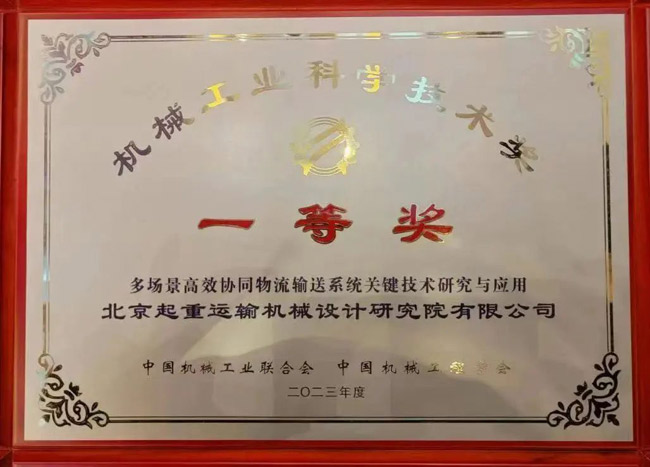 机械工业科学技术奖
一等奖
多场景高效协同物流输送系统关键技术研究与应用
北京起重运输机械设计研究院有限公司
中国机械工业联合会 中国机械工程学会
二〇二三年度